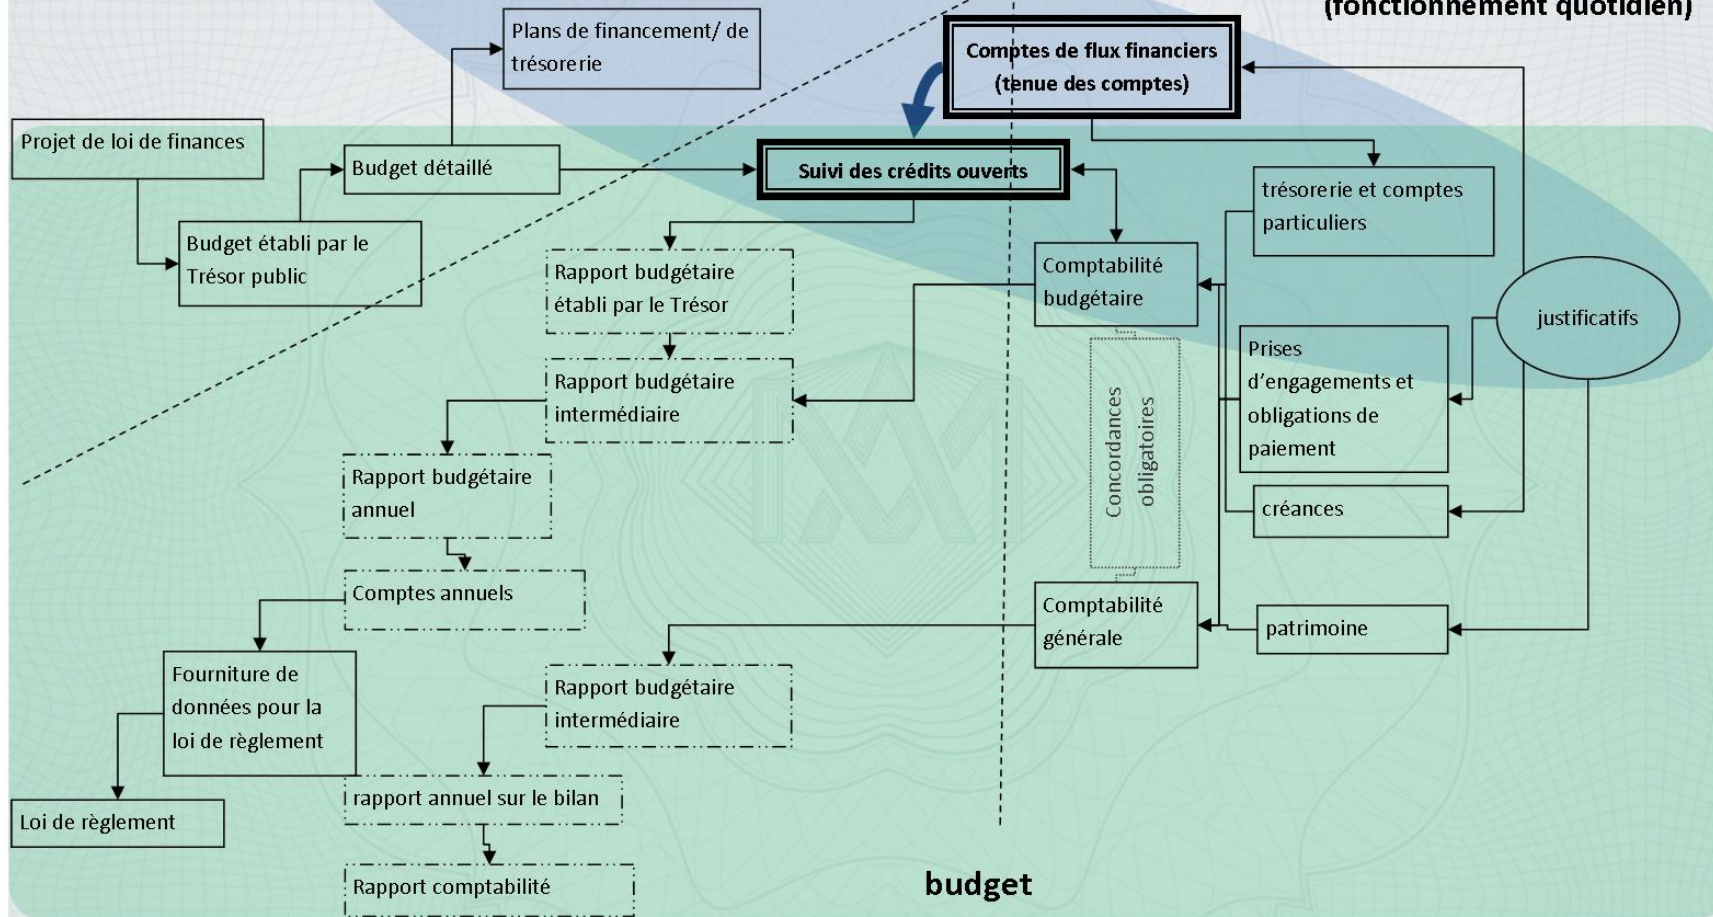 (fonctionnement quotidien)
Plans de financement/ de
trésorerie
Comptes de flux financiers
(tenue des comptes)
Projet de loi de finances
Budget détaillé
Suivi des crédits ouverts
trésorerie et comptes
particuliers
Budget établi par le
Trésor public
Rapport budgétaire
établi par le Trésor
Comptabilité
budgétaire
justificatifs
Prises
d'engagements et
obligations de
paiement
Rapport budgétaire
intermédiaire
Concordances
obligatoires
Rapport budgétaire
annuel
créances
Comptes annuels
Comptabilité
générale
patrimoine
Fourniture de
données pour la
loi de règlement
Rapport budgétaire
intermédiaire
rapport annuel sur le bilan
Loi de règlement
Rapport comptabilité
budget